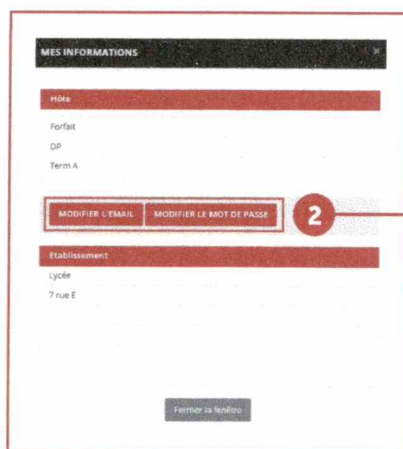 MES INFORMATIONS ×
Hôte
Forfait
DP
Term A
MODIFIER L'EMAIL MODIFIER LE MOT DE PASSE
2
Etablissement
Lycée
7 rue E
Fermer la fenêtre